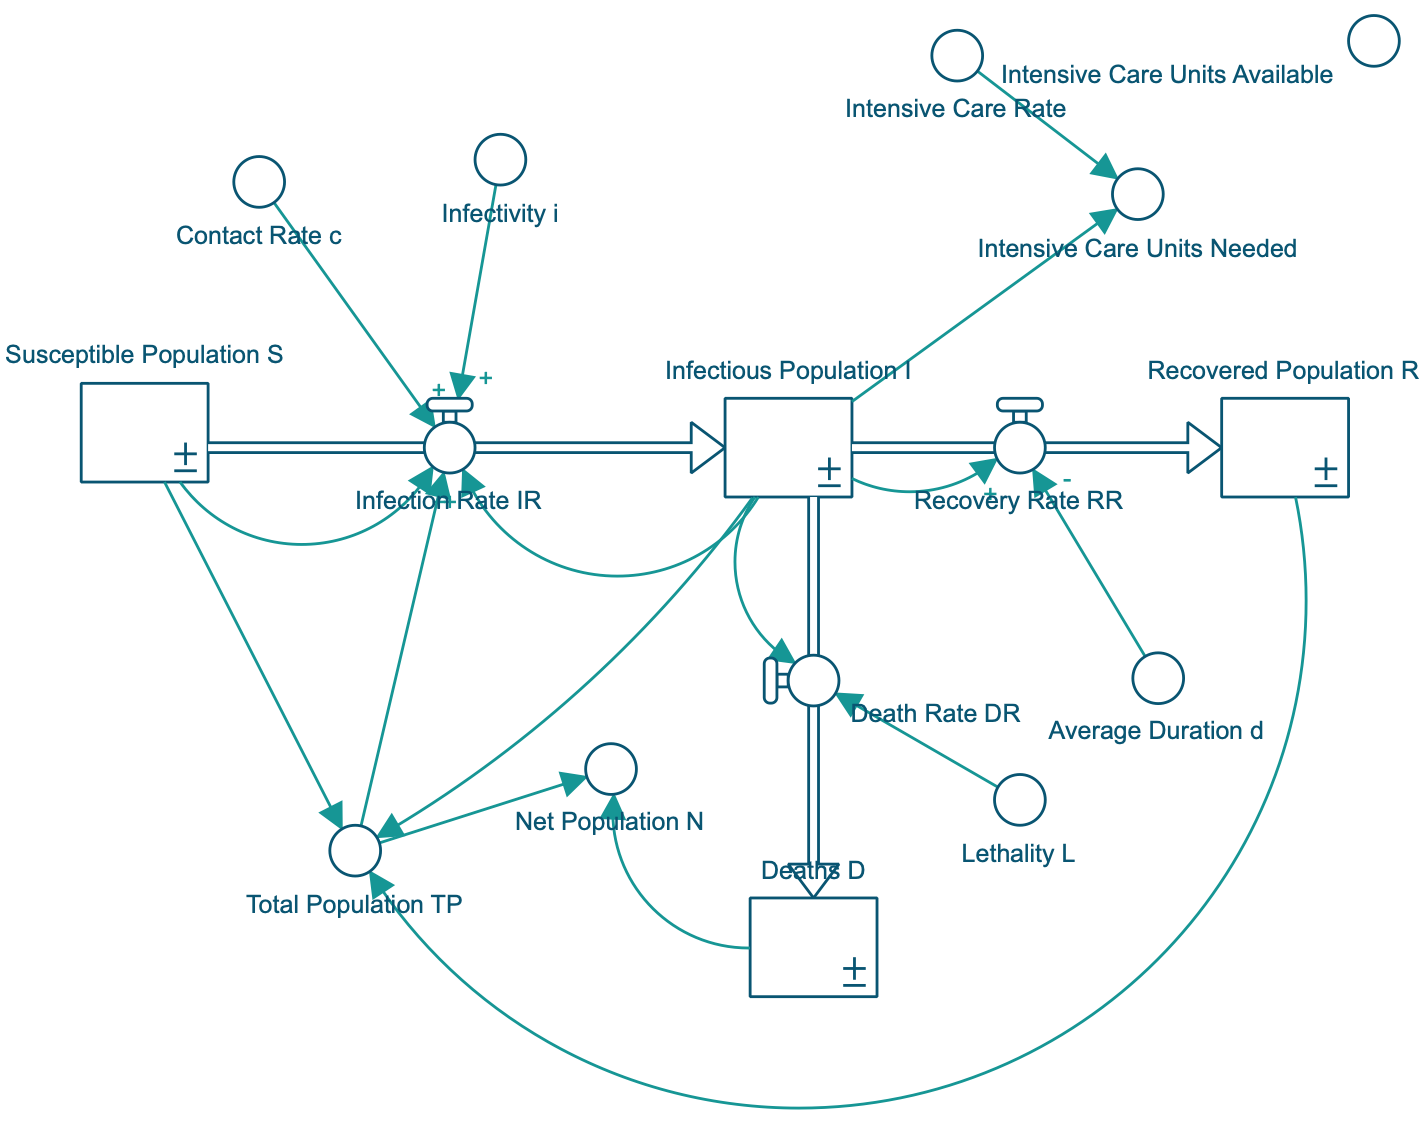 Intensive Care Units Available
Intensive Care Rate
Infectivity i
Contact Rate c
Intensive Care Units Needed
Susceptible Population S
Infectious Population I
Recovered Population R
+
+
±
±
±
Infection Rate IR
+
Recovery Rate RR
+
-
Death Rate DR
Average Duration d
Net Population N
Lethality L
Deaths D
Total Population TP
±